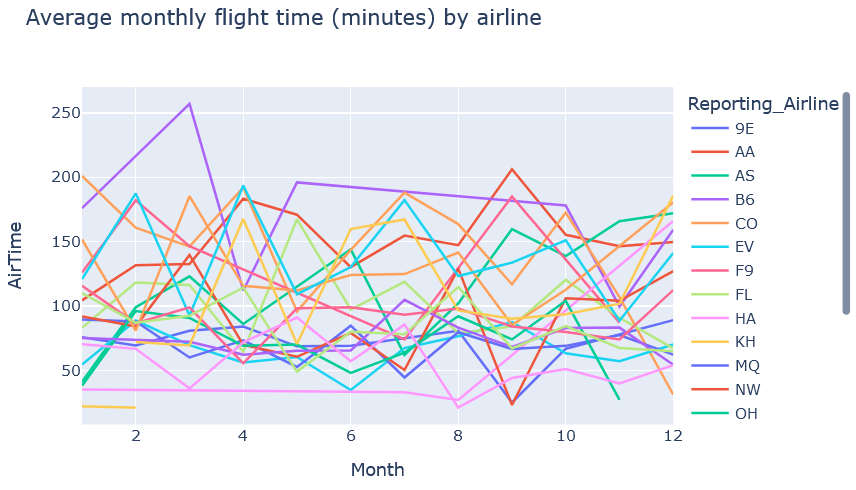 Average monthly flight time (minutes) by airline
Reporting_Airline
9E
AA
AS
B6
CO
EV
F9
FL
HA
KH
MQ
NW
OH
AirTime
250
200
150
100
50
2 4 6 8 10 12
Month